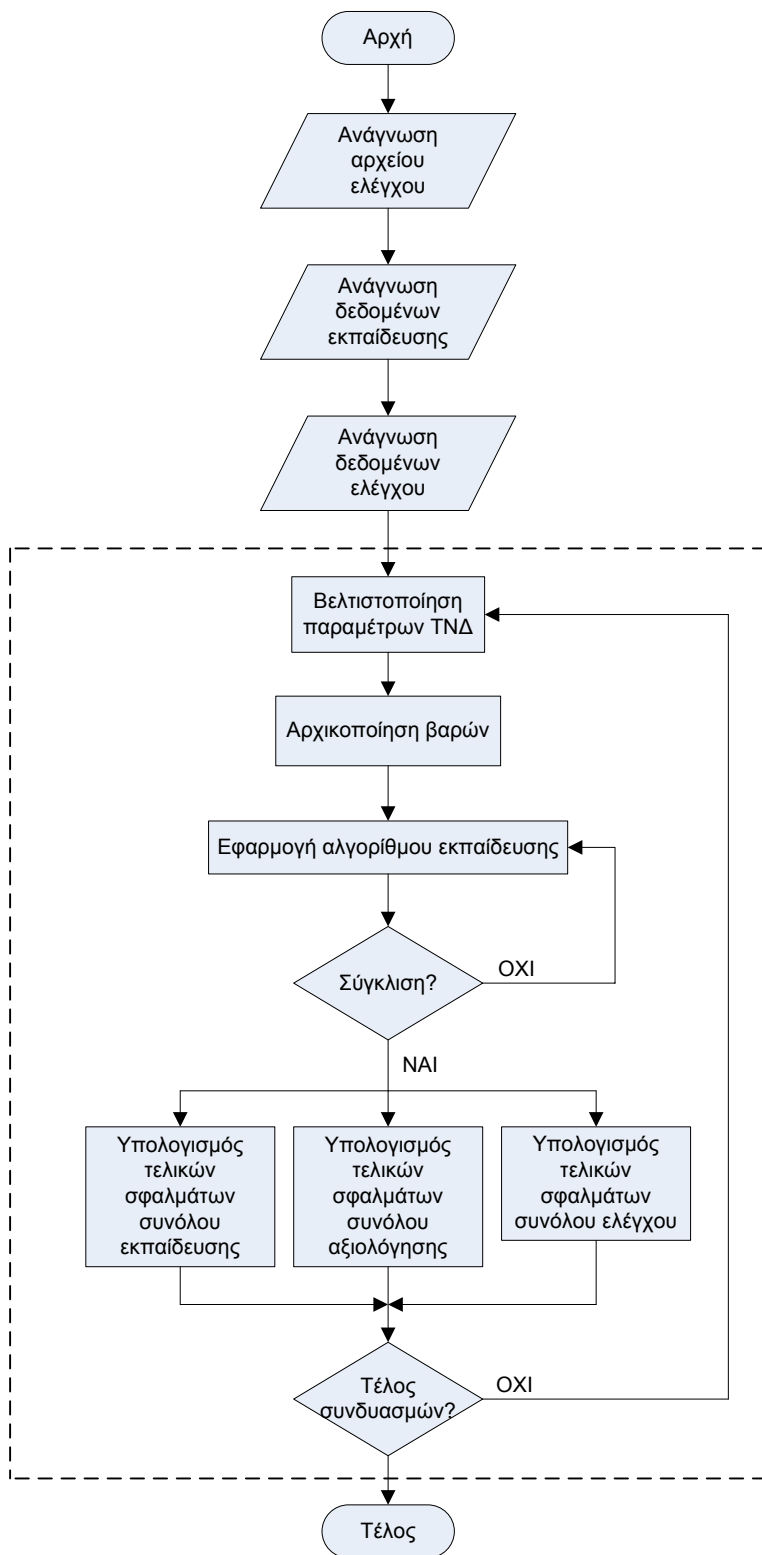 Αρχή
Ανάγνωση
αρχείου
ελέγχου
Ανάγνωση
δεδομένων
εκπαίδευσης
Ανάγνωση
δεδομένων
ελέγχου
Βελτιστοποίηση
παραμέτρων ΤΝΔ
Αρχικοποίηση βαρών
Εφαρμογή αλγορίθμου εκπαίδευσης
Σύγκλιση?
ΟΧΙ
ΝΑΙ
Υπολογισμός
τελικών
σφαλμάτων
συνόλου
εκπαίδευσης
Υπολογισμός
τελικών
σφαλμάτων
συνόλου
αξιολόγησης
Υπολογισμός
τελικών
σφαλμάτων
συνόλου ελέγχου
Τέλος
συνδυασμών?
ΟΧΙ
Τέλος